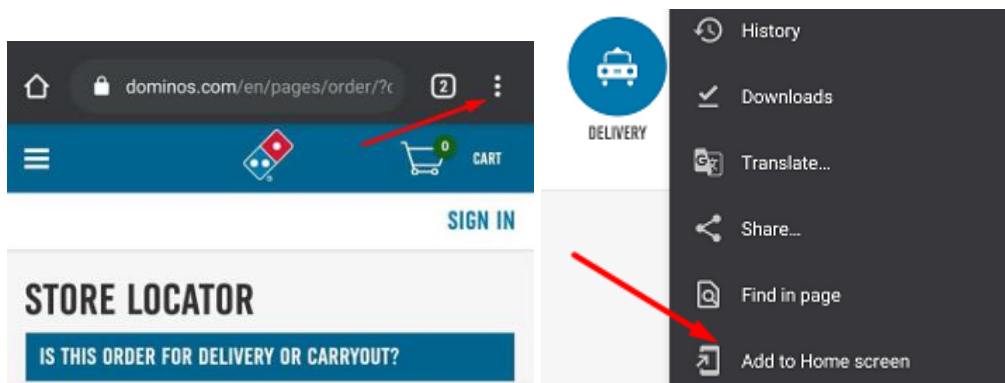 dominos.com/en/pages/order/?c
2
0
CART
SIGN IN
STORE LOCATOR
IS THIS ORDER FOR DELIVERY OR CARRYOUT?
DELIVERY
History
Downloads
Translate...
Share...
Find in page
Add to Home screen